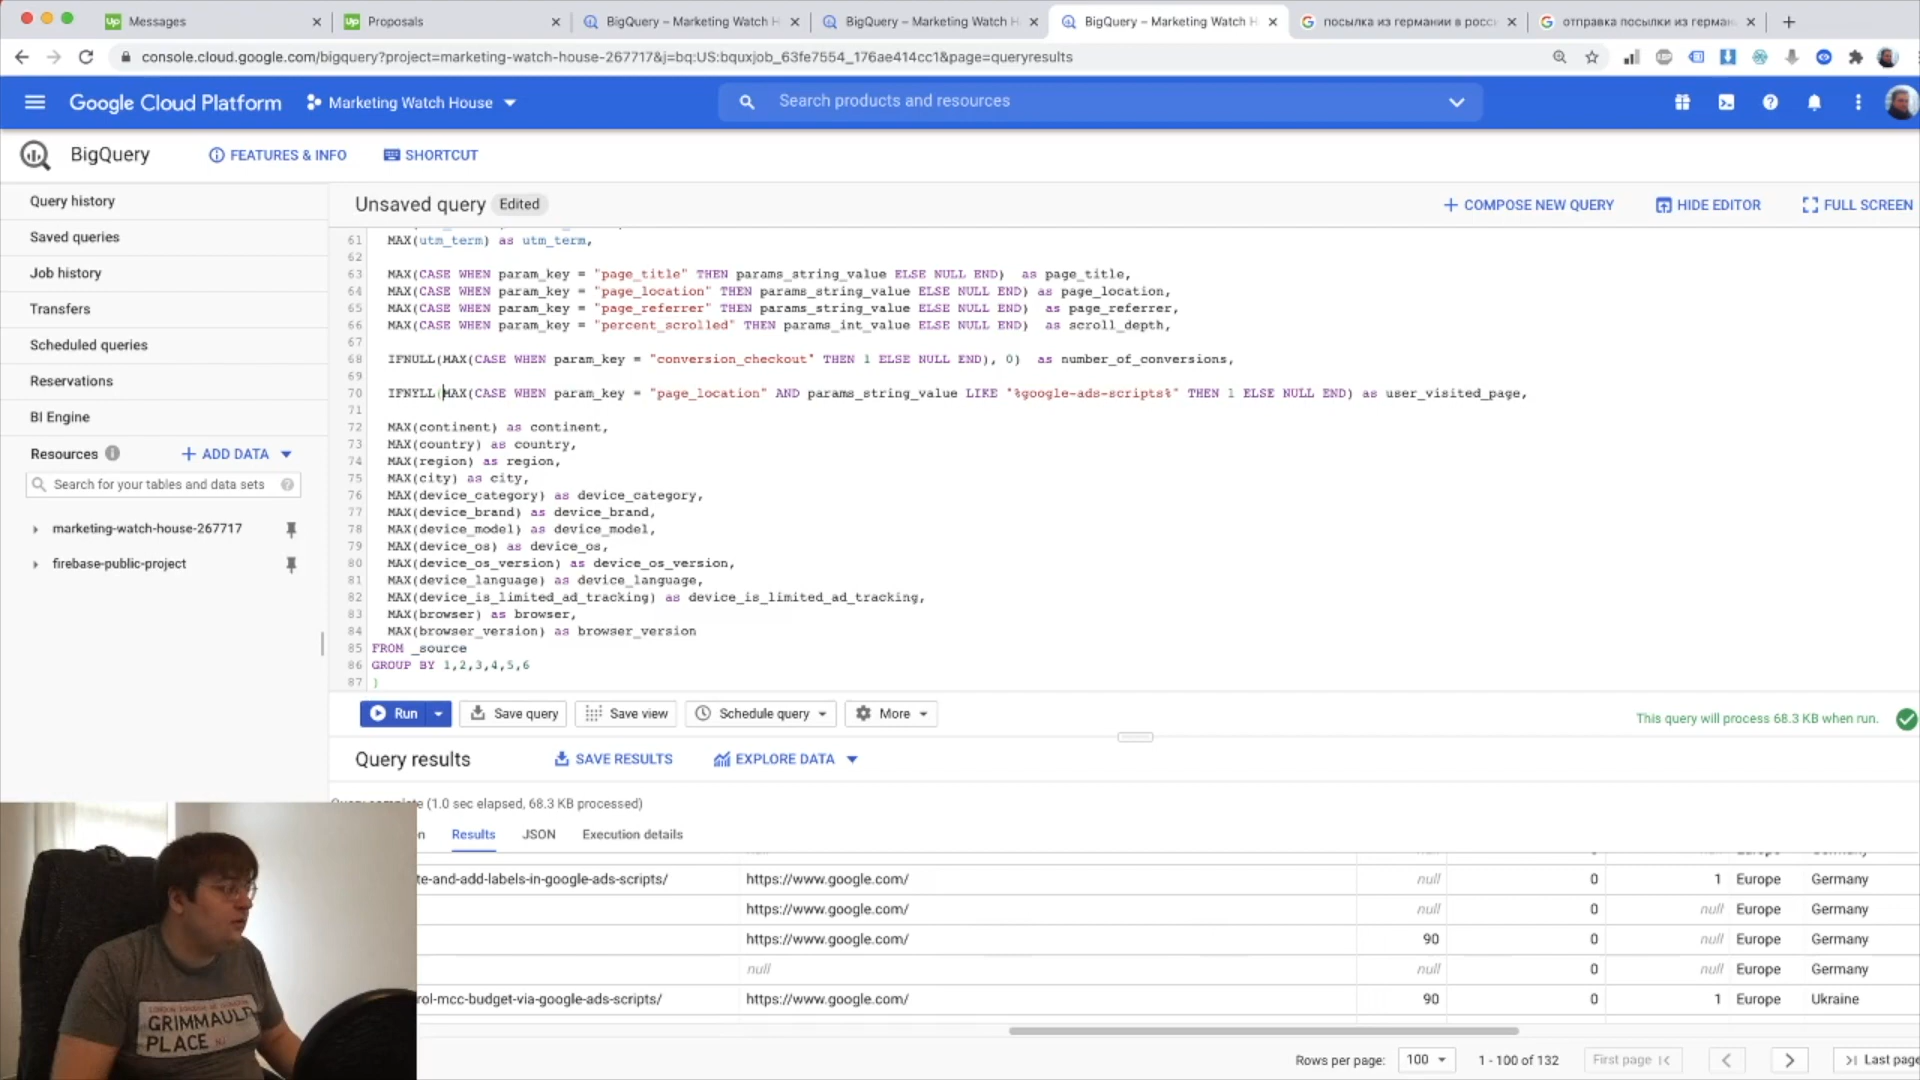 Messages
Proposals
BigQuery – Marketing Watch H
BigQuery – Marketing Watch H
BigQuery – Marketing Watch H
посылка из германии в росс
отправка посылки из герман
console.cloud.google.com/bigquery?project=marketing-watch-house-267717&j=bq:US:bquxjob_63fe7554_176ae414cc1&page=queryresults
Google Cloud Platform
Marketing Watch House
Search products and resources
BigQuery
FEATURES & INFO
SHORTCUT
Query history
Saved queries
Job history
Transfers
Scheduled queries
Reservations
BI Engine
Resources
ADD DATA
Search for your tables and data sets
marketing-watch-house-267717
firebase-public-project
Unsaved query
Edited
COMPOSE NEW QUERY
HIDE EDITOR
FULL SCREEN
61 MAX(utm_term) as utm_term,
62
63 MAX(CASE WHEN param_key = "page_title" THEN params_string_value ELSE NULL END) as page_title,
64 MAX(CASE WHEN param_key = "page_location" THEN params_string_value ELSE NULL END) as page_location,
65 MAX(CASE WHEN param_key = "page_referrer" THEN params_string_value ELSE NULL END) as page_referrer,
66 MAX(CASE WHEN param_key = "percent_scrolled" THEN params_int_value ELSE NULL END) as scroll_depth,
67
68 IFNULL(MAX(CASE WHEN param_key = "conversion_checkout" THEN 1 ELSE NULL END), 0) as number_of_conversions,
69
70 IFNYLL(MAX(CASE WHEN param_key = "page_location" AND params_string_value LIKE "%google-ads-scripts%" THEN 1 ELSE NULL END) as user_visited_page,
71
72 MAX(continent) as continent,
73 MAX(country) as country,
74 MAX(region) as region,
75 MAX(city) as city,
76 MAX(device_category) as device_category,
77 MAX(device_brand) as device_brand,
78 MAX(device_model) as device_model,
79 MAX(device_os) as device_os,
80 MAX(device_os_version) as device_os_version,
81 MAX(device_language) as device_language,
82 MAX(device_is_limited_ad_tracking) as device_is_limited_ad_tracking,
83 MAX(browser) as browser,
84 MAX(browser_version) as browser_version
85 FROM _source
86 GROUP BY 1,2,3,4,5,6
87 )
Run
Save query
Save view
Schedule query
More
This query will process 68.3 KB when run.
Query results
SAVE RESULTS
EXPLORE DATA
(1.0 sec elapsed, 68.3 KB processed)
n
Results
JSON
Execution details
te-and-add-labels-in-google-ads-scripts/ https://www.google.com/ null 0 1 Europe Germany
https://www.google.com/ null 0 null Europe Germany
https://www.google.com/ 90 0 null Europe Germany
null null 0 null Europe Germany
rol-mcc-budget-via-google-ads-scripts/ https://www.google.com/ 90 0 1 Europe Ukraine
Rows per page:
100
1 - 100 of 132
First page
Last page
GRIMMAULD
PLACE